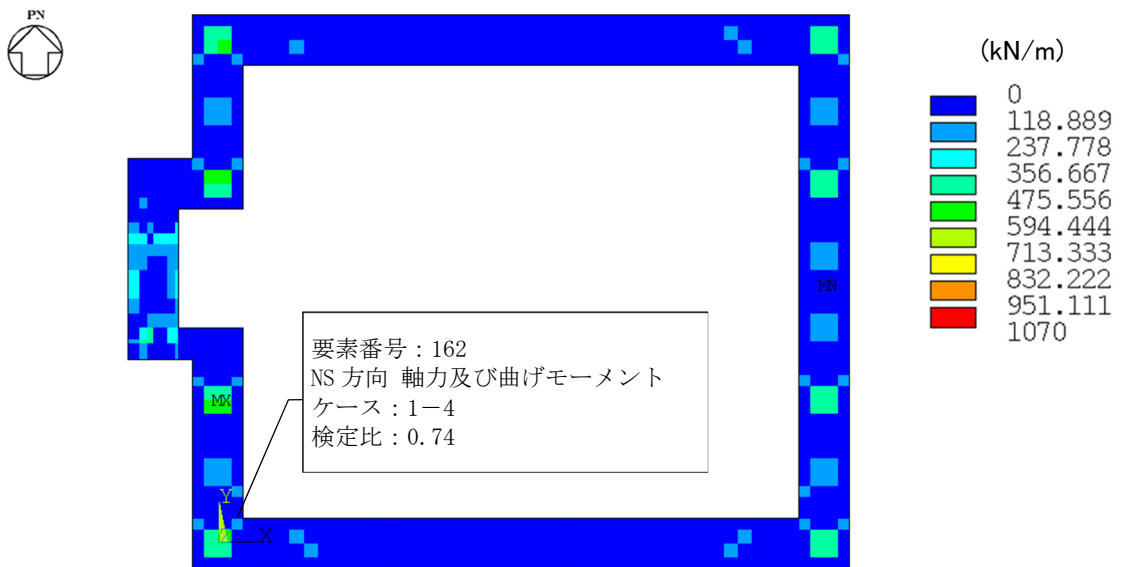 PN
(kN/m)
0
118.889
237.778
356.667
475.556
594.444
713.333
832.222
951.111
1070
MN
要素番号：162
NS 方向 軸力及び曲げモーメント
ケース：1－4
検定比：0.74
MX
Y
X